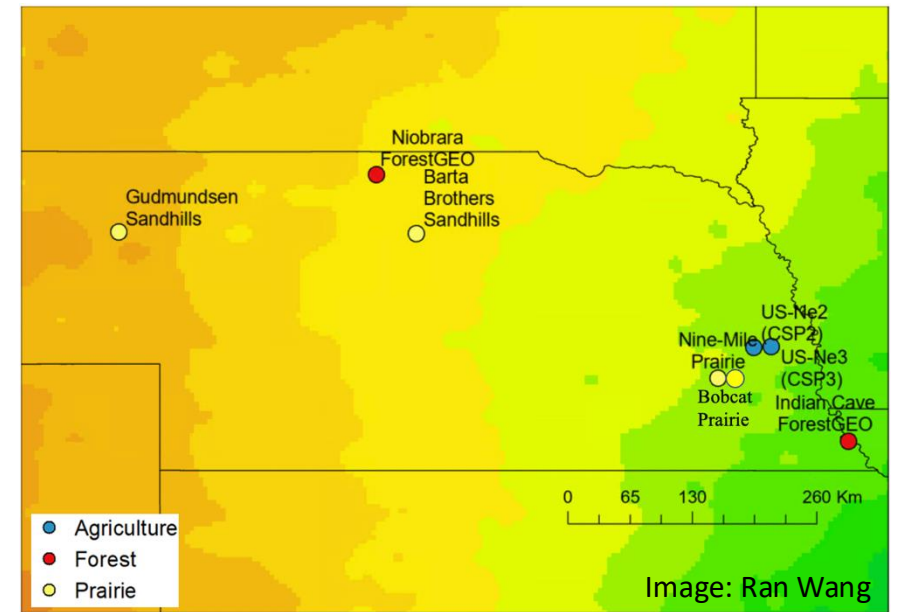 Niobrara
ForestGEO
Gudmundsen
Sandhills
Barta
Brothers
Sandhills
US-Ne2
(CSP2)
Nine-Mile
Prairie
US-Ne3
(CSP3)
Bobcat
Prairie
Indian Cave
ForestGEO
0 65 130 260 Km
Agriculture
Forest
Prairie
Image: Ran Wang